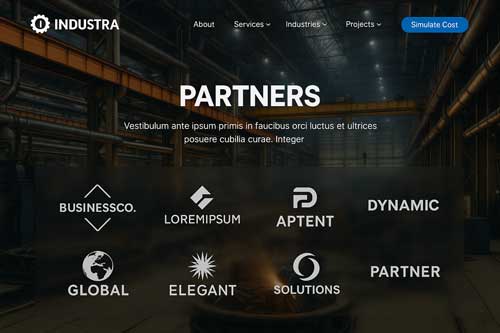 INDUSTRA
About
Services
Industries
Projects
Simulate Cost
PARTNERS
Vestibulum ante ipsum primis in faucibus orci luctus et ultrices
posuere cubilia curae. Integer
BUSINESSCO.
LOREMIPSUM
APTENT
DYNAMIC
GLOBAL
ELEGANT
SOLUTIONS
PARTNER